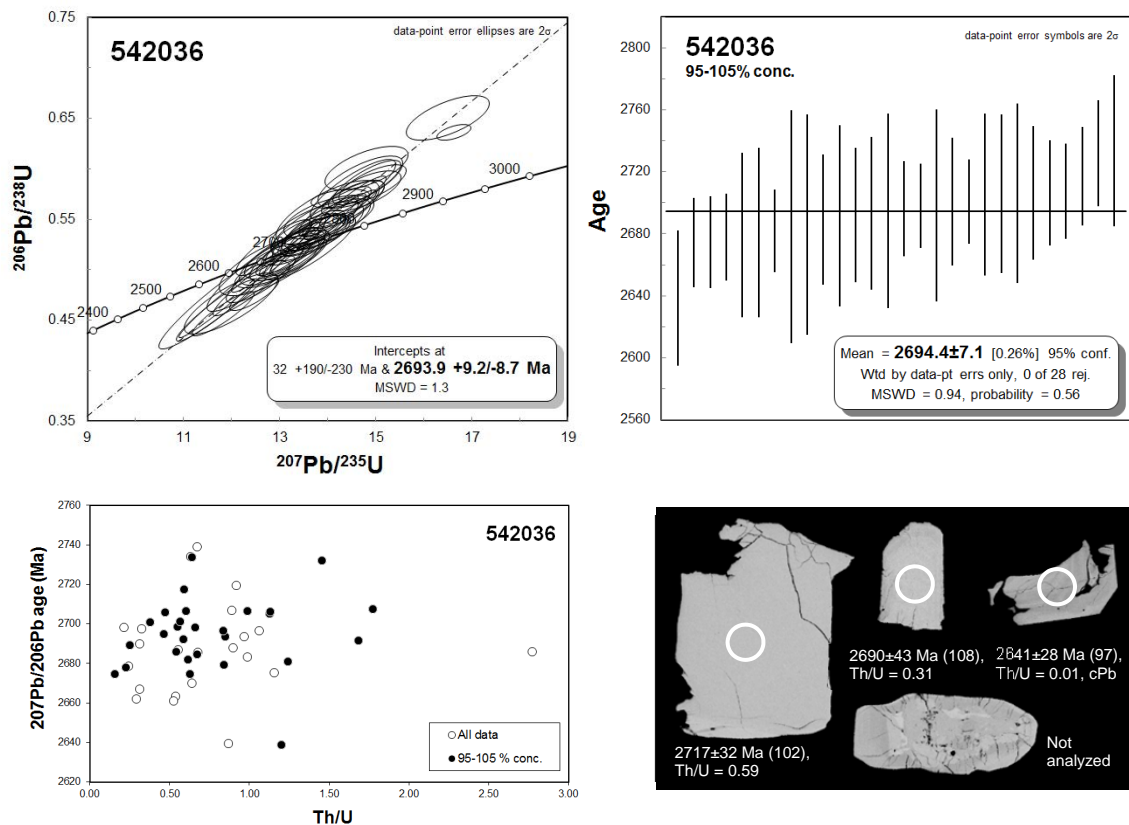 0.75
0.65
0.55
0.45
0.35
²⁰⁶Pb/²³⁸U
542036
data-point error ellipses are 2σ
2400
2500
2600
2900
3000
Intercepts at
32 +190/-230 Ma & 2693.9 +9.2/-8.7 Ma
MSWD = 1.3
9 11 13 15 17 19
²⁰⁷Pb/²³⁵U
2800
2760
2720
2680
2640
2600
2560
Age
542036
95-105% conc.
data-point error symbols are 2σ
Mean = 2694.4±7.1 [0.26%] 95% conf.
Wtd by data-pt errs only, 0 of 28 rej.
MSWD = 0.94, probability = 0.56
2760
2740
2720
2700
2680
2660
2640
2620
207Pb/206Pb age (Ma)
542036
All data
95-105 % conc.
0.00 0.50 1.00 1.50 2.00 2.50 3.00
Th/U
2690±43 Ma (108),
Th/U = 0.31
2641±28 Ma (97),
Th/U = 0.01, cPb
2717±32 Ma (102),
Th/U = 0.59
Not
analyzed